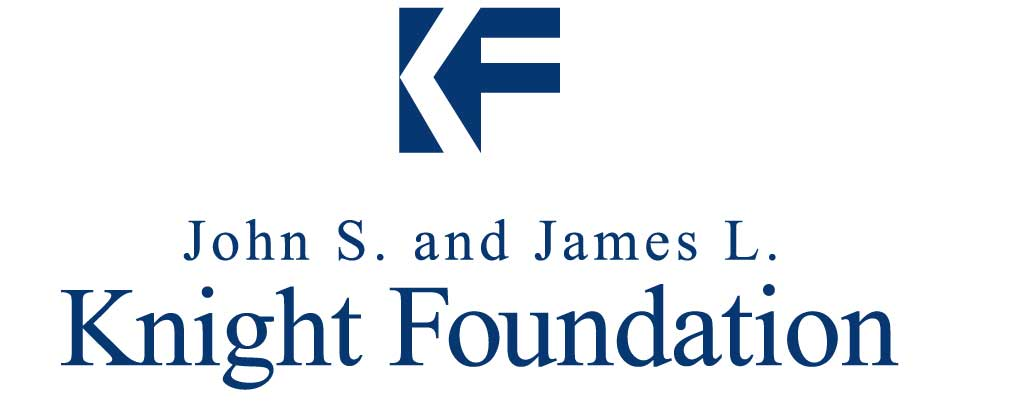 KF
John S. and James L.
Knight Foundation